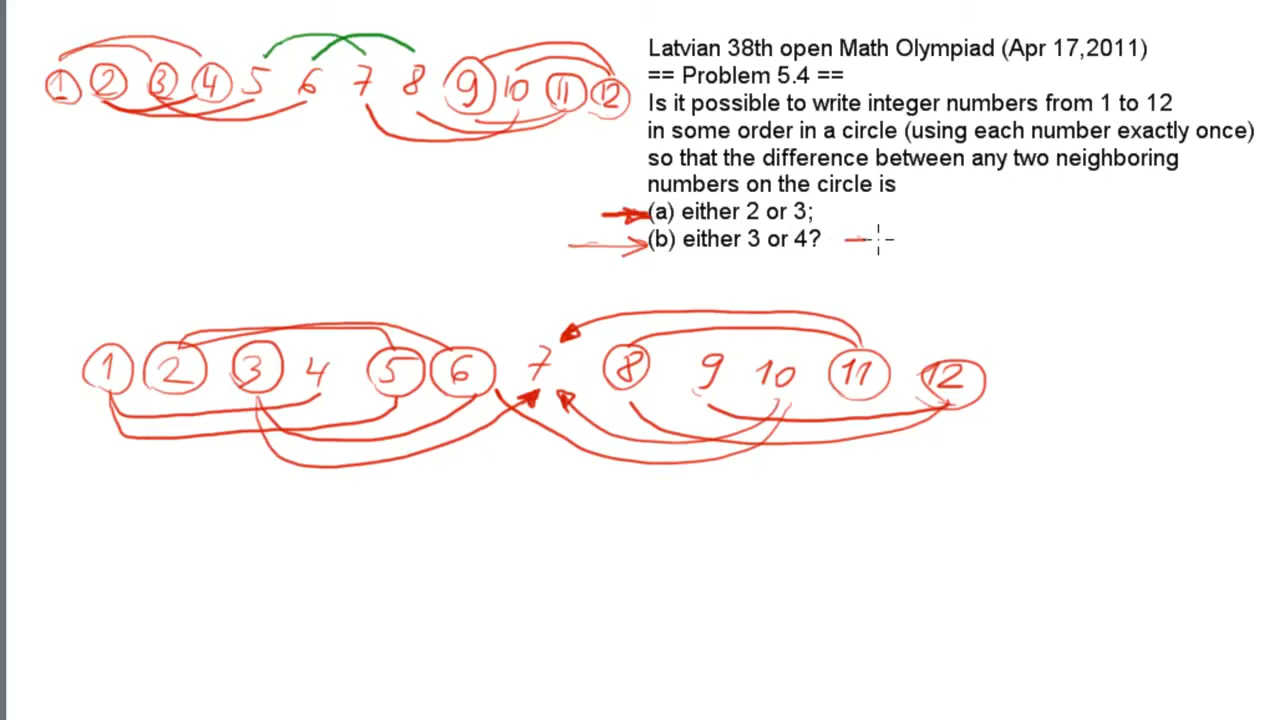 1 2 3 4 5 6 7 8 9 10 11 12
Latvian 38th open Math Olympiad (Apr 17,2011)
== Problem 5.4 ==
Is it possible to write integer numbers from 1 to 12
in some order in a circle (using each number exactly once)
so that the difference between any two neighboring
numbers on the circle is
(a) either 2 or 3;
(b) either 3 or 4?
1 2 3 4 5 6 7 8 9 10 11 12